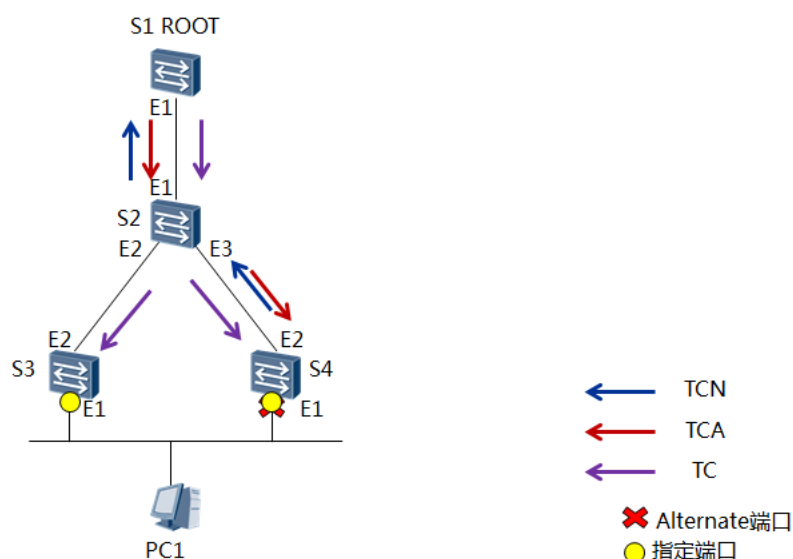 S1 ROOT
E1
E1
S2
E2
E3
E2
E2
S3
S4
E1
E1
PC1
TCN
TCA
TC
Alternate端口
指定端口